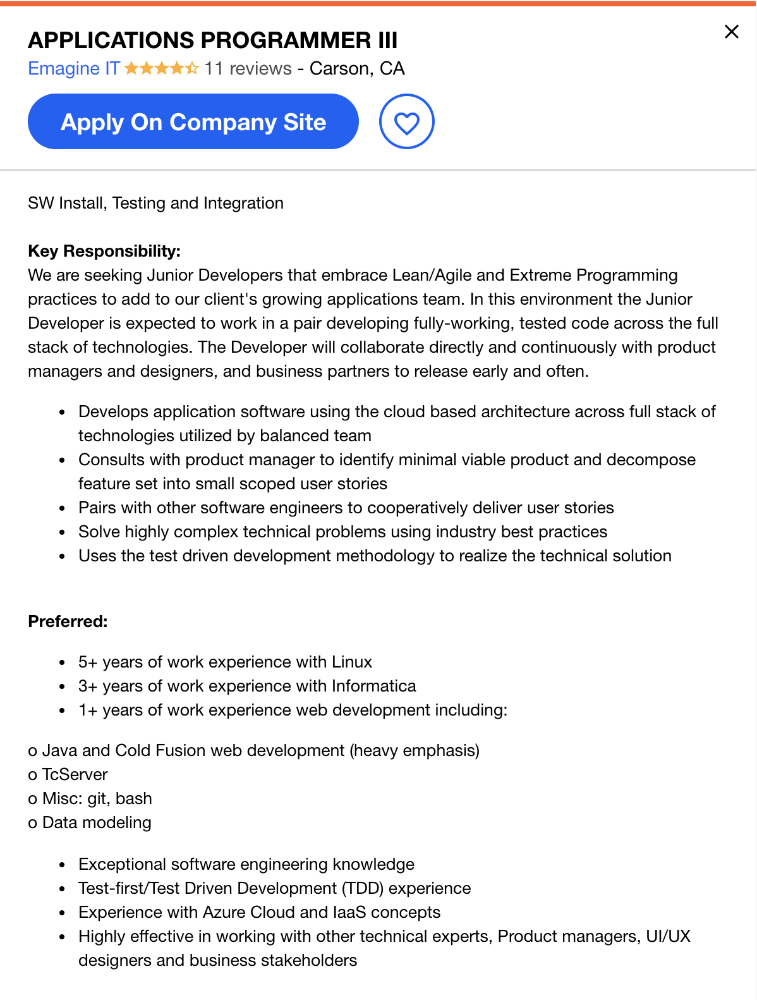 APPLICATIONS PROGRAMMER III
Emagine IT 11 reviews - Carson, CA
Apply On Company Site
SW Install, Testing and Integration
Key Responsibility:
We are seeking Junior Developers that embrace Lean/Agile and Extreme Programming
practices to add to our client's growing applications team. In this environment the Junior
Developer is expected to work in a pair developing fully-working, tested code across the full
stack of technologies. The Developer will collaborate directly and continuously with product
managers and designers, and business partners to release early and often.
• Develops application software using the cloud based architecture across full stack of
technologies utilized by balanced team
• Consults with product manager to identify minimal viable product and decompose
feature set into small scoped user stories
• Pairs with other software engineers to cooperatively deliver user stories
• Solve highly complex technical problems using industry best practices
• Uses the test driven development methodology to realize the technical solution
Preferred:
• 5+ years of work experience with Linux
• 3+ years of work experience with Informatica
• 1+ years of work experience web development including:
o Java and Cold Fusion web development (heavy emphasis)
o TcServer
o Misc: git, bash
o Data modeling
• Exceptional software engineering knowledge
• Test-first/Test Driven Development (TDD) experience
• Experience with Azure Cloud and IaaS concepts
• Highly effective in working with other technical experts, Product managers, UI/UX
designers and business stakeholders